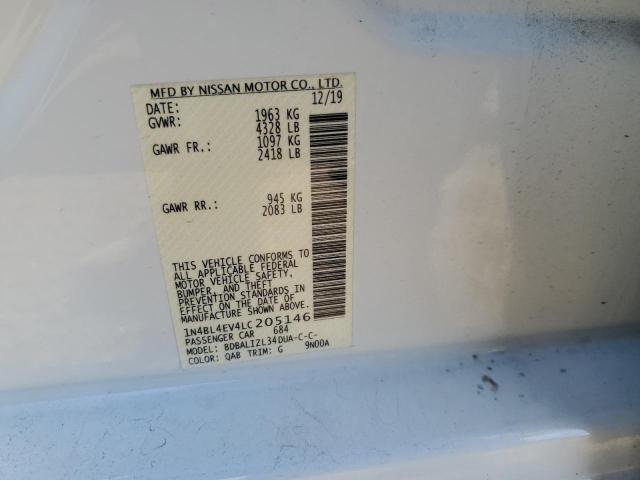 MFD BY NISSAN MOTOR CO., LTD.
DATE: 12/19
GVWR: 1963 KG
4328 LB
GAWR FR.: 1097 KG
2418 LB
GAWR RR.: 945 KG
2083 LB
THIS VEHICLE CONFORMS TO
ALL APPLICABLE FEDERAL
MOTOR VEHICLE SAFETY,
BUMPER, AND THEFT
PREVENTION STANDARDS IN
EFFECT ON THE DATE OF
MANUFACTURE SHOWN ABOVE.
1N4BL4EV4LC205146
PASSENGER CAR 684
MODEL: BDBALIZL34DUA-C-C-
COLOR: QAB TRIM: G 9N00A